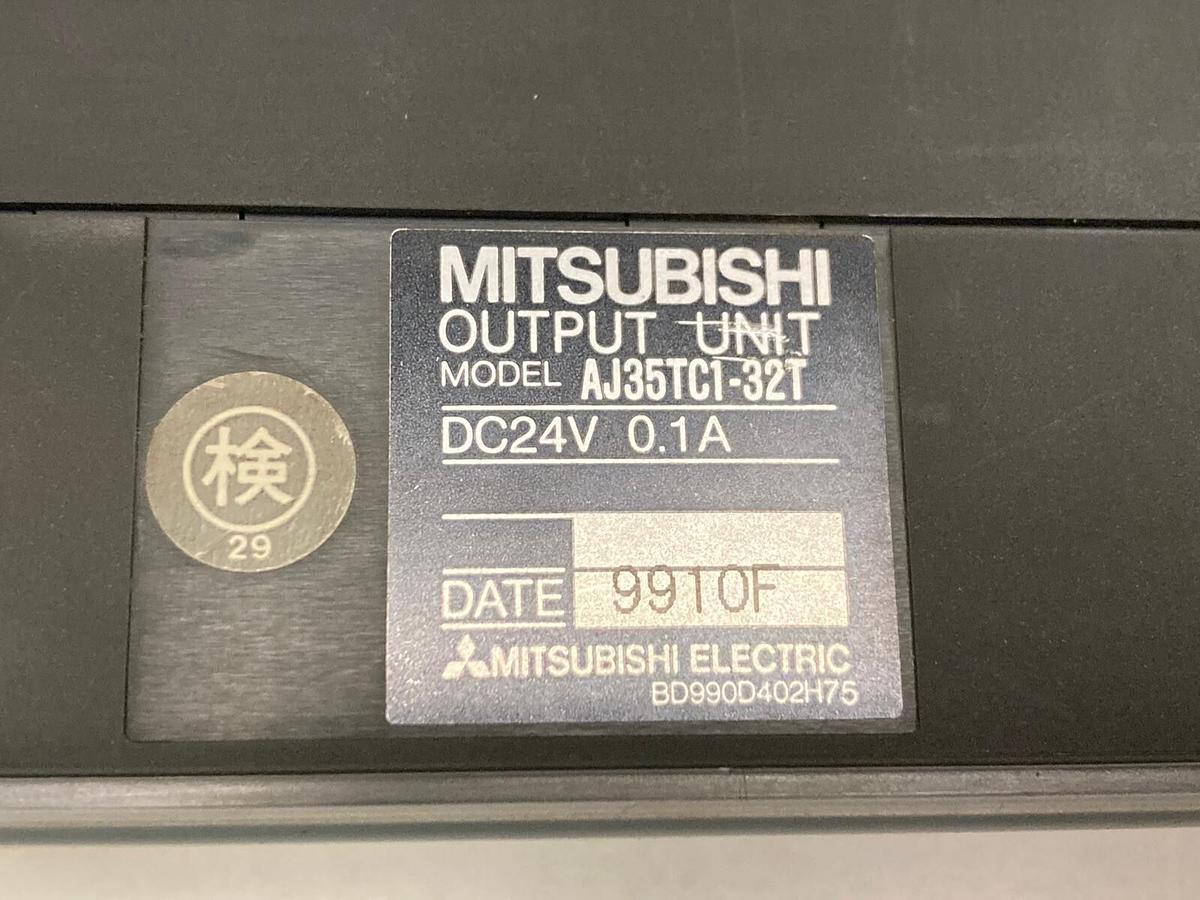 MITSUBISHI
OUTPUT UNIT
MODEL AJ35TC1-32T
DC24V 0.1A
DATE 9910F
MITSUBISHI ELECTRIC
BD990D402H75
検
29